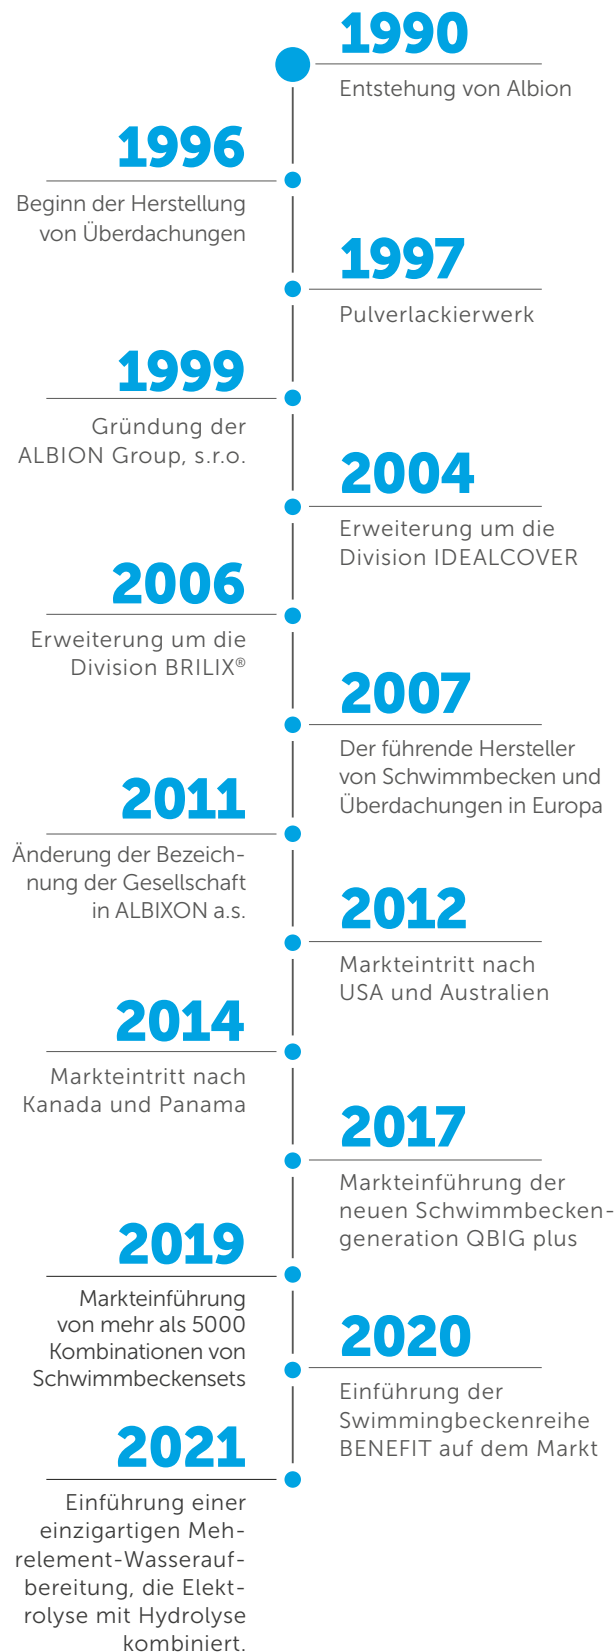 1990
Entstehung von Albion
1996
Beginn der Herstellung
von Überdachungen
1997
Pulverlackierwerk
1999
Gründung der
ALBION Group, s.r.o.
2004
Erweiterung um die
Division IDEALCOVER
2006
Erweiterung um die
Division BRILIX®
2007
Der führende Hersteller
von Schwimmbecken und
Überdachungen in Europa
2011
Änderung der Bezeich-
nung der Gesellschaft
in ALBIXON a.s.
2012
Markteintritt nach
USA und Australien
2014
Markteintritt nach
Kanada und Panama
2017
Markteinführung der
neuen Schwimmbecken-
generation QBIG plus
2019
Markteinführung
von mehr als 5000
Kombinationen von
Schwimmbeckensets
2020
Einführung der
Swimmingbeckenreihe
BENEFIT auf dem Markt
2021
Einführung einer
einzigartigen Meh-
relement-Wasserauf-
bereitung, die Elekt-
rolyse mit Hydrolyse
kombiniert.